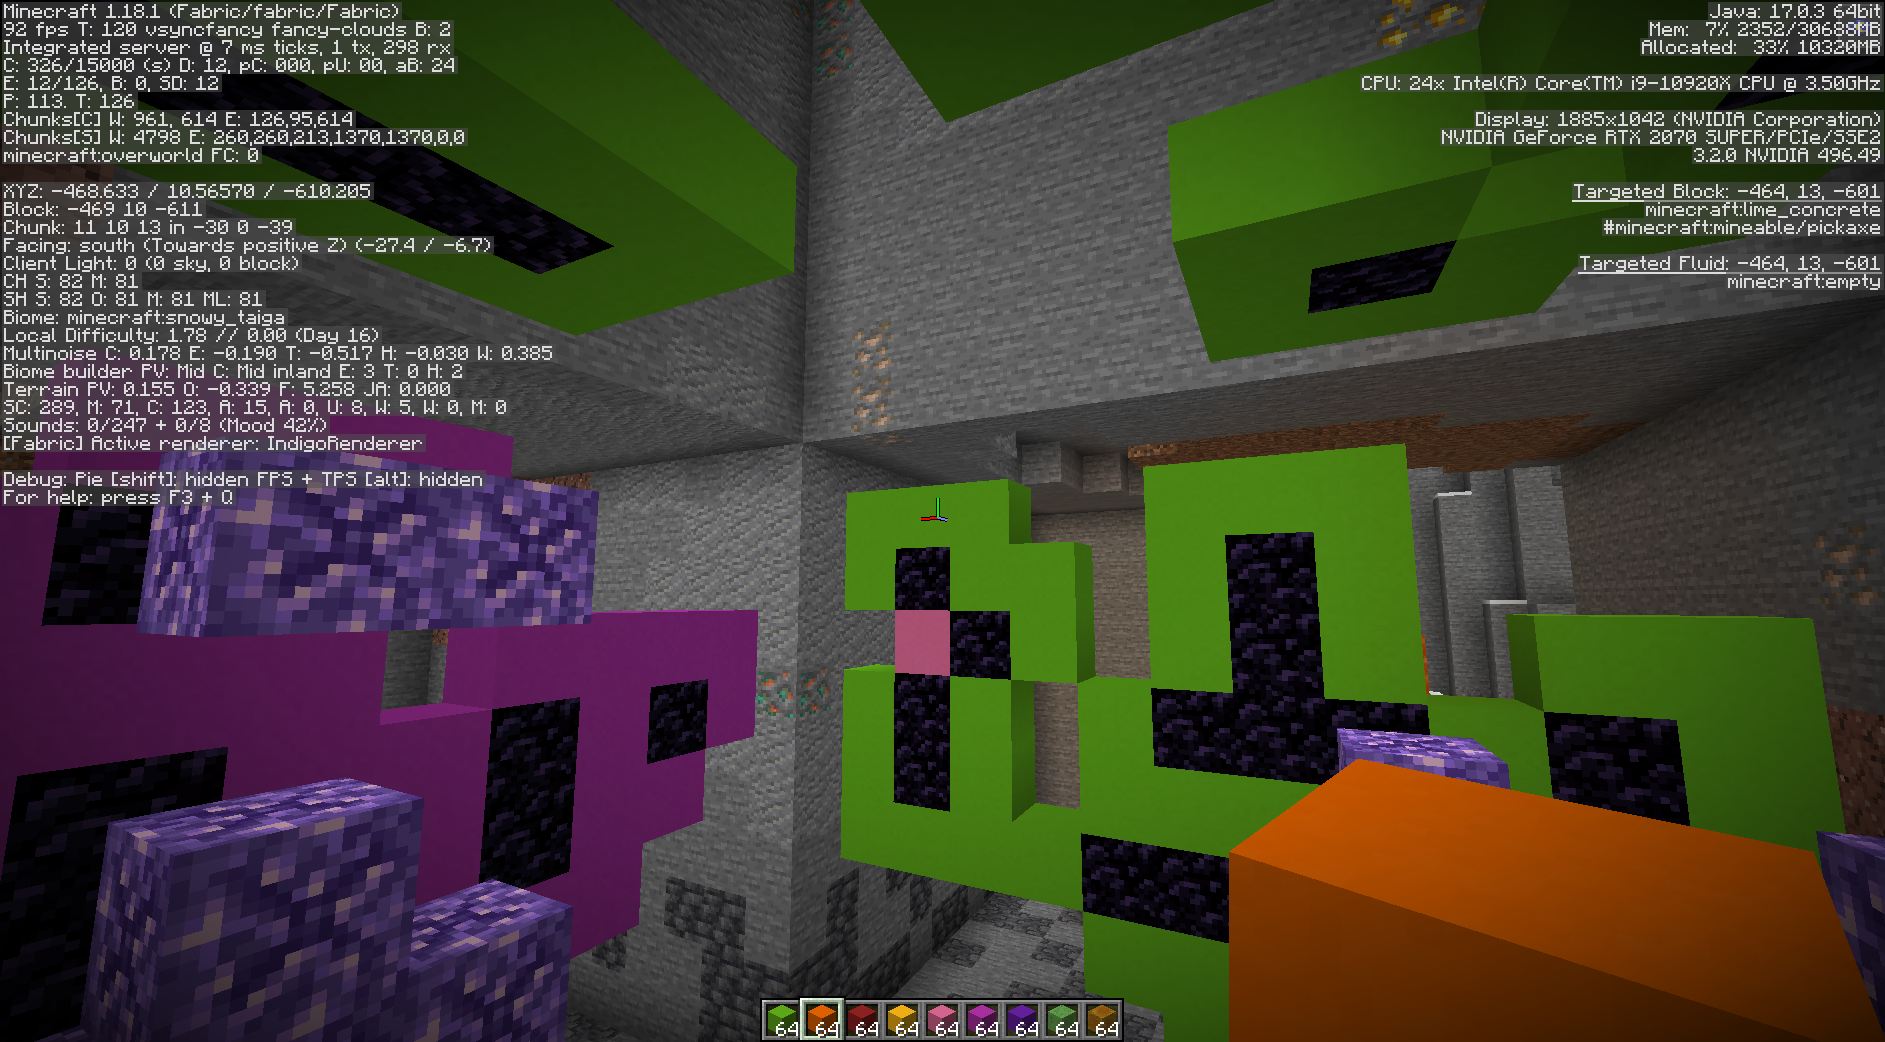 Minecraft 1.18.1 (Fabric/fabric/Fabric)
92 fps T: 120 vsyncfancy fancy-clouds B: 2
Integrated server @ 7 ms ticks, 1 tx, 298 rx
C: 326/15000 (s) D: 12, pC: 000, pU: 00, aB: 24
E: 12/126, B: 0, SD: 12
P: 113. T: 126
Chunks[C] W: 961, 614 E: 126,95,614
Chunks[S] W: 4798 E: 260,260,213,1370,1370,0,0
minecraft:overworld FC: 0
XYZ: -468.633 / 10.56570 / -610.205
Block: -469 10 -611
Chunk: 11 10 13 in -30 0 -39
Facing: south (Towards positive Z) (-27.4 / -6.7)
Client Light: 0 (0 sky, 0 block)
CH S: 82 M: 81
SH S: 82 O: 81 M: 81 ML: 81
Biome: minecraft:snowy_taiga
Local Difficulty: 1.78 // 0.00 (Day 16)
Multinoise C: 0.178 E: -0.190 T: -0.517 H: -0.030 W: 0.385
Biome builder PV: Mid C: Mid inland E: 3 T: 0 H: 2
Terrain PV: 0.155 O: -0.339 F: 5.258 JA: 0.000
SC: 289, M: 71, C: 123, A: 15, A: 0, U: 8, W: 5, W: 0, M: 0
Sounds: 0/247 + 0/8 (Mood 42%)
[Fabric] Active renderer: IndigoRenderer
Debug: Pie [shift]: hidden FPS + TPS [alt]: hidden
For help: press F3 + Q
Java: 17.0.3 64bit
Mem: 7% 2352/30688MB
Allocated: 33% 10320MB
CPU: 24x Intel(R) Core(TM) i9-10920X CPU @ 3.50GHz
Display: 1885x1042 (NVIDIA Corporation)
NVIDIA GeForce RTX 2070 SUPER/PCIe/SSE2
3.2.0 NVIDIA 496.49
Targeted Block: -464, 13, -601
minecraft:lime_concrete
#minecraft:mineable/pickaxe
Targeted Fluid: -464, 13, -601
minecraft:empty
64 64 64 64 64 64 64 64 64